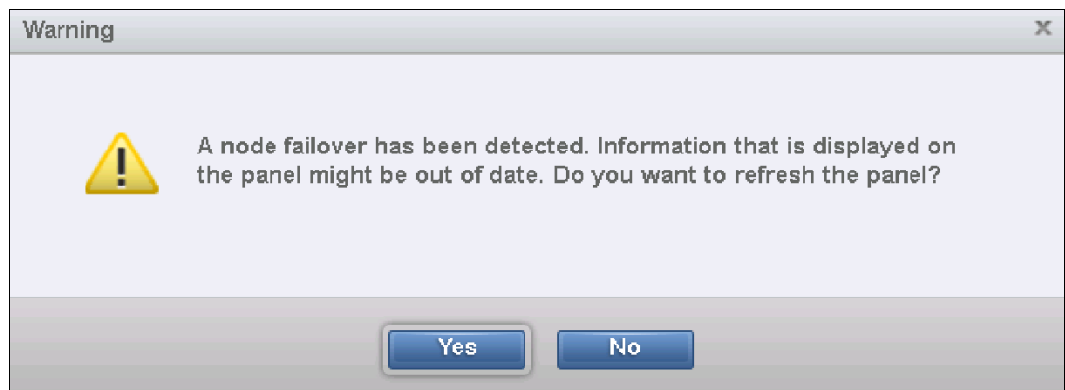 Warning
A node failover has been detected. Information that is displayed on
the panel might be out of date. Do you want to refresh the panel?
Yes No